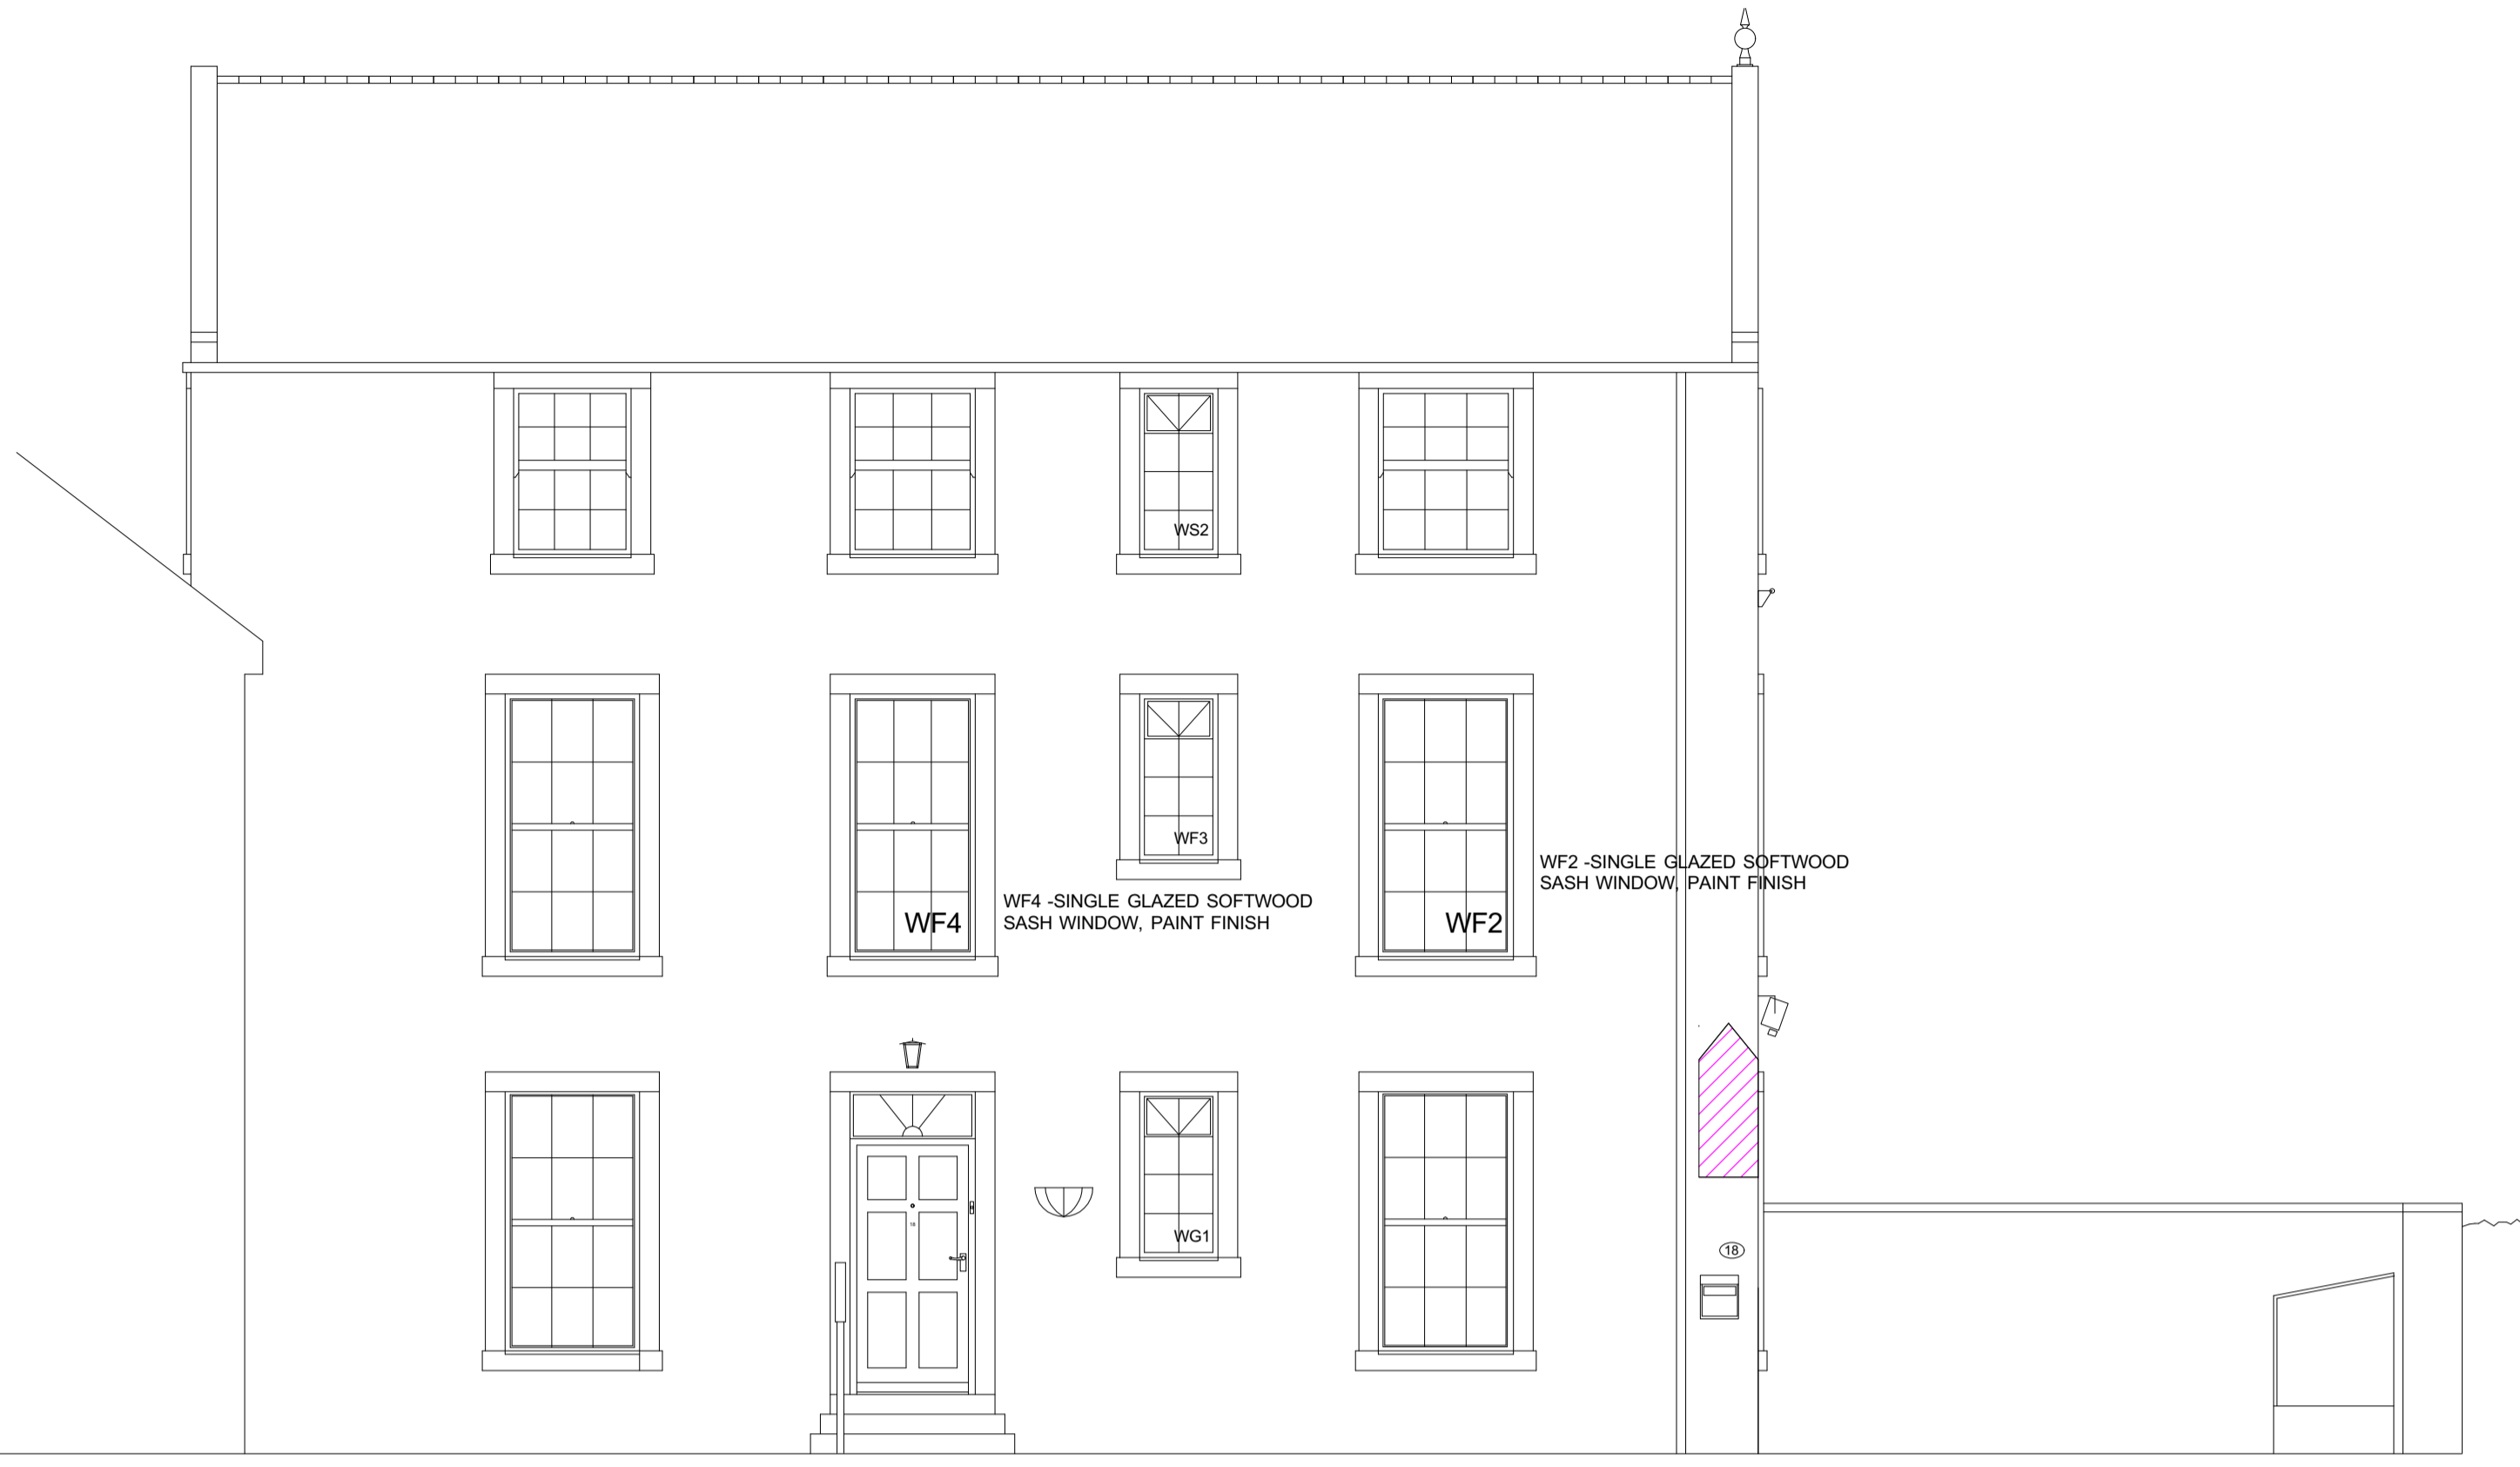 WS2
WF3
WF2 -SINGLE GLAZED SOFTWOOD
SASH WINDOW, PAINT FINISH
WF4 -SINGLE GLAZED SOFTWOOD
SASH WINDOW, PAINT FINISH
WF4
WF2
18
WG1
18